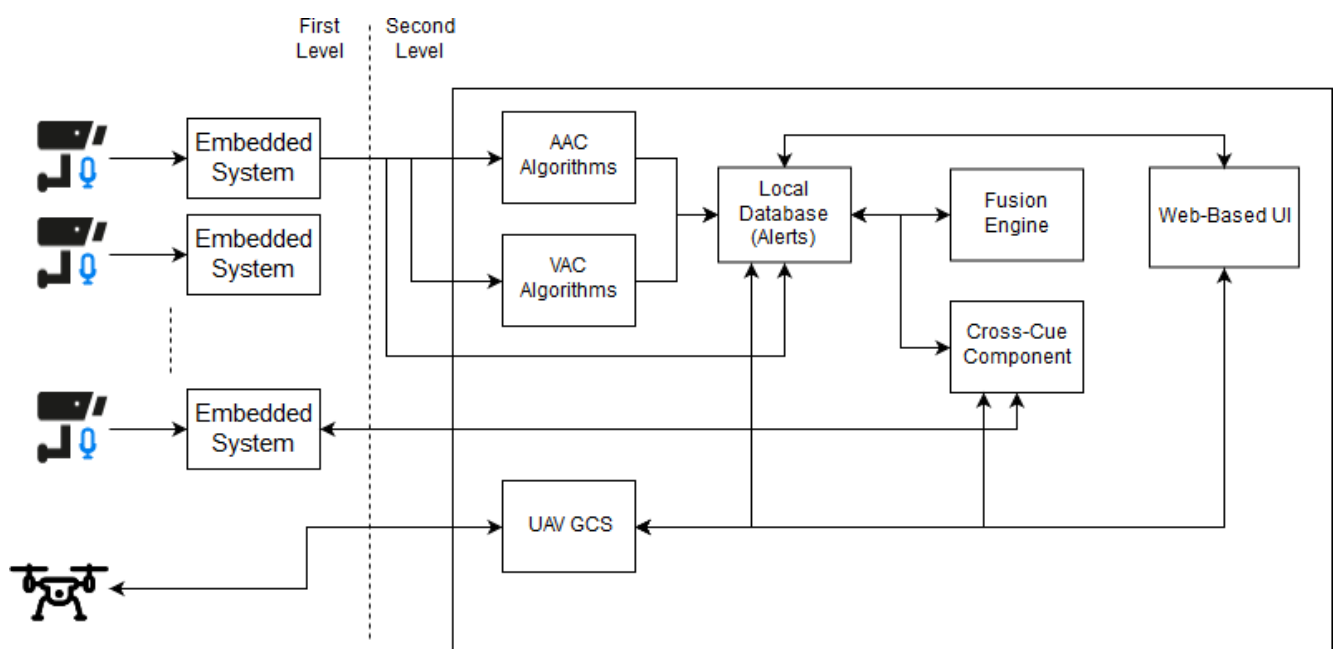 First
Level
Second
Level
Embedded
System
AAC
Algorithms
Local
Database
(Alerts)
Fusion
Engine
Web-Based UI
Embedded
System
VAC
Algorithms
Cross-Cue
Component
Embedded
System
UAV GCS